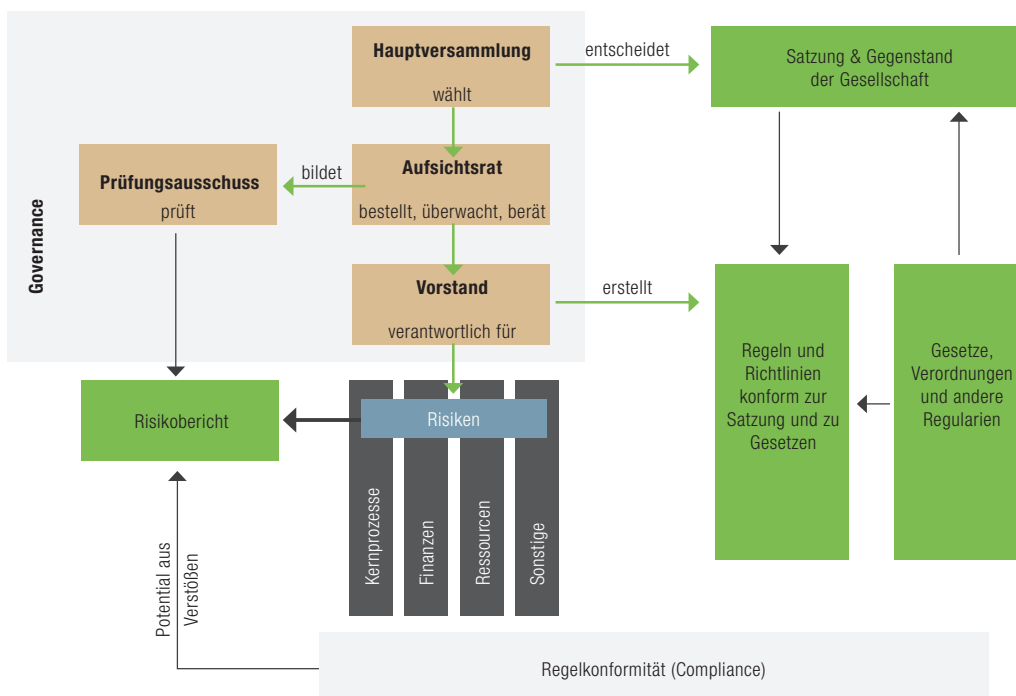 Hauptversammlung
wählt
entscheidet
Satzung & Gegenstand
der Gesellschaft
Governance
Prüfungsausschuss
prüft
bildet
Aufsichtsrat
bestellt, überwacht, berät
Vorstand
verantwortlich für
erstellt
Regeln und
Richtlinien
konform zur
Satzung und zu
Gesetzen
Gesetze,
Verordnungen
und andere
Regularien
Risikobericht
Risiken
Kernprozesse
Finanzen
Ressourcen
Sonstige
Potential aus
Verstößen
Regelkonformität (Compliance)